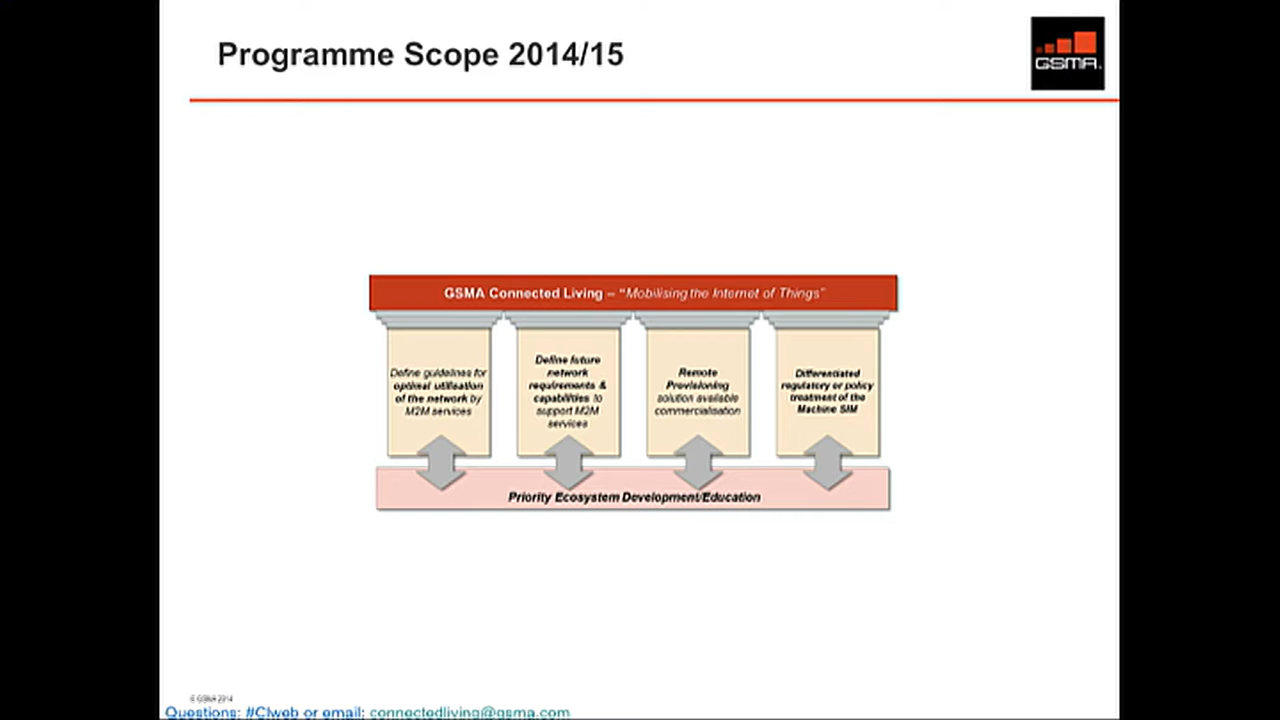 Programme Scope 2014/15
GSMA
GSMA Connected Living – “Mobilising the Internet of Things”
Define guidelines for
optimal utilisation
of the network by
M2M services
Define future
network
requirements &
capabilities to
support M2M
services
Remote
Provisioning
solution available
commercialisation
Differentiated
regulatory or policy
treatment of the
Machine SIM
Priority Ecosystem Development/Education
© GSMA 2014
Questions: #CIweb or email: connectedliving@gsma.com